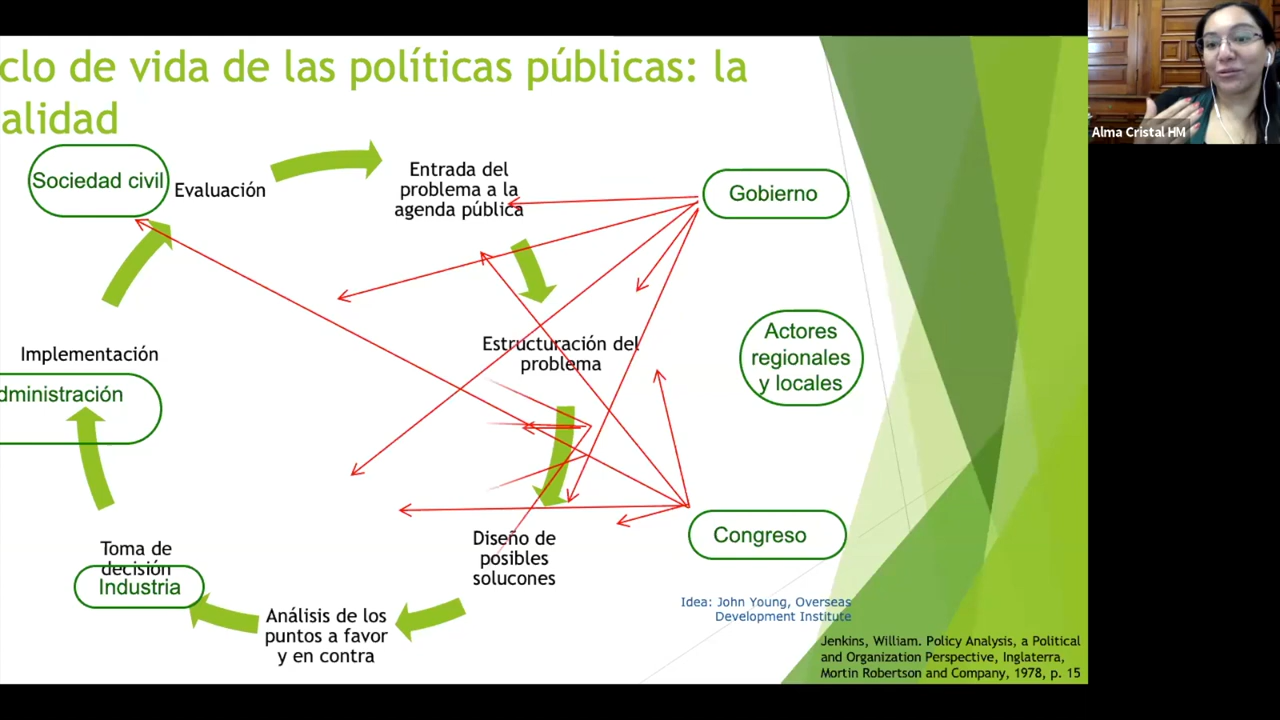 clo de vida de las políticas públicas: la
alidad
Alma Cristal HM
Sociedad civil
Evaluación
Entrada del
problema a la
agenda pública
Gobierno
Estructuración del
problema
Actores
regionales
y locales
Implementación
dministración
Diseño de
posibles
solucones
Congreso
Toma de
decisión
Industria
Análisis de los
puntos a favor
y en contra
Idea: John Young, Overseas
Development Institute
Jenkins, William. Policy Analysis, a Political
and Organization Perspective, Inglaterra,
Mortin Robertson and Company, 1978, p. 15